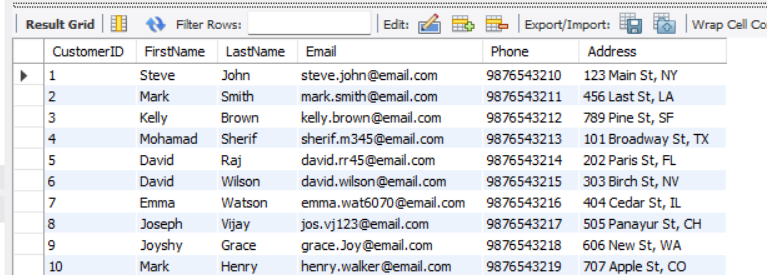 Result Grid Filter Rows: Edit: Export/Import: Wrap Cell Co
CustomerID FirstName LastName Email Phone Address
1 Steve John steve.john@email.com 9876543210 123 Main St, NY
2 Mark Smith mark.smith@email.com 9876543211 456 Last St, LA
3 Kelly Brown kelly.brown@email.com 9876543212 789 Pine St, SF
4 Mohamad Sherif sherif.m345@email.com 9876543213 101 Broadway St, TX
5 David Raj david.rr45@email.com 9876543214 202 Paris St, FL
6 David Wilson david.wilson@email.com 9876543215 303 Birch St, NV
7 Emma Watson emma.wat6070@email.com 9876543216 404 Cedar St, IL
8 Joseph Vijay jos.vj123@email.com 9876543217 505 Panayur St, CH
9 Joyshy Grace grace.Joy@email.com 9876543218 606 New St, WA
10 Mark Henry henry.walker@email.com 9876543219 707 Apple St, CO